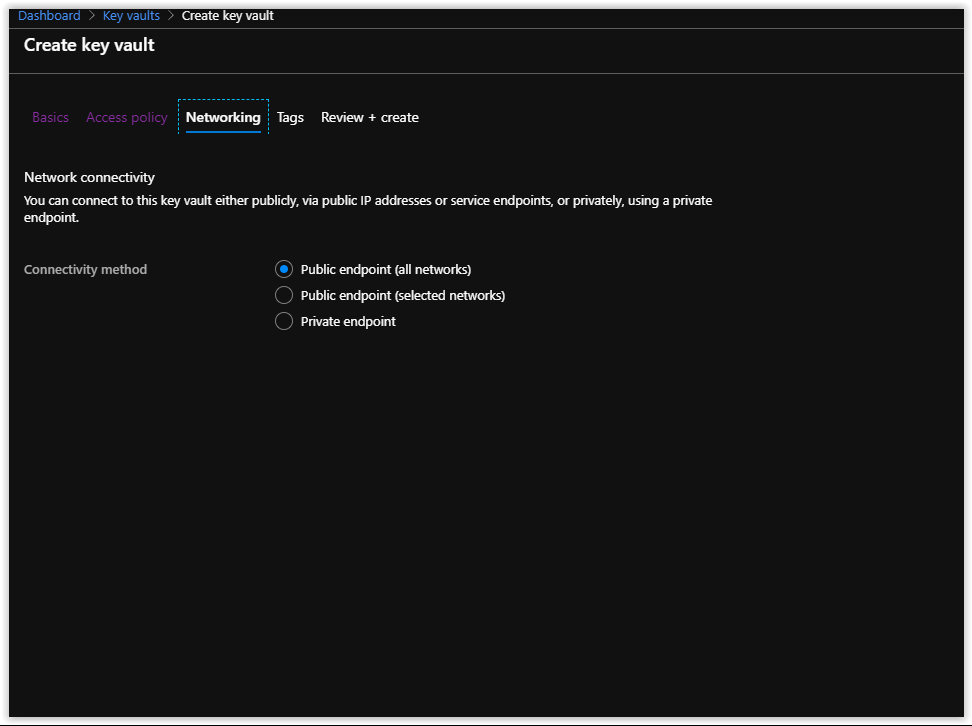 Dashboard > Key vaults > Create key vault
Create key vault
Basics Access policy Networking Tags Review + create
Network connectivity
You can connect to this key vault either publicly, via public IP addresses or service endpoints, or privately, using a private
endpoint.
Connectivity method Public endpoint (all networks)
Public endpoint (selected networks)
Private endpoint